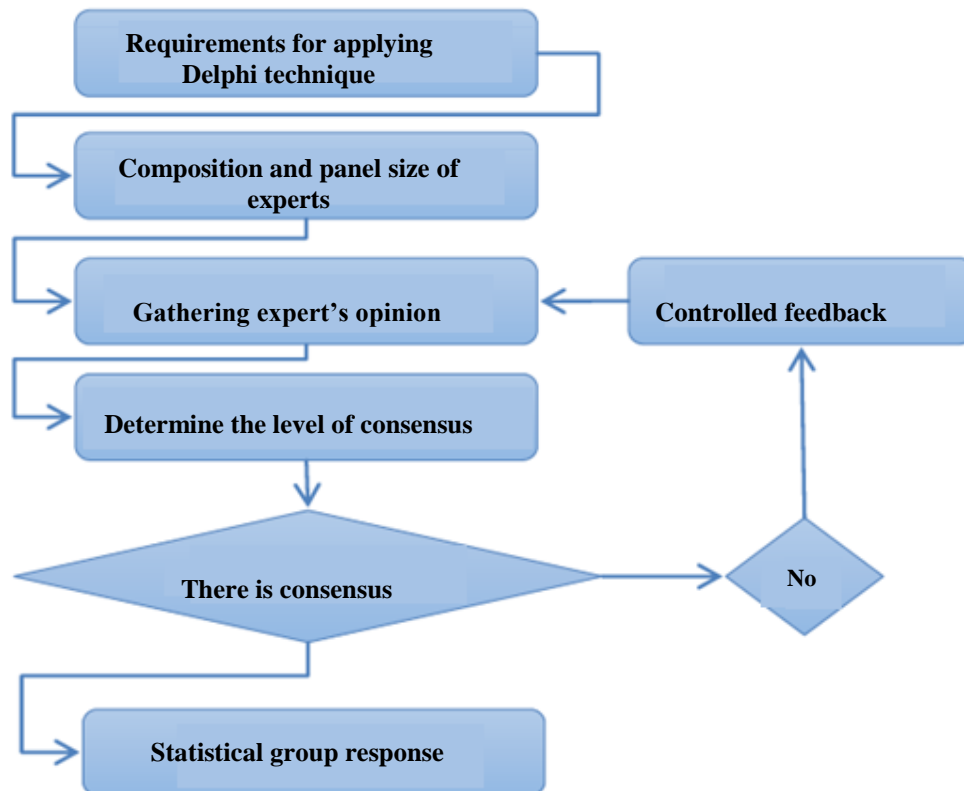 Requirements for applying
Delphi technique
Composition and panel size of
experts
Gathering expert’s opinion
Controlled feedback
Determine the level of consensus
There is consensus
No
Statistical group response